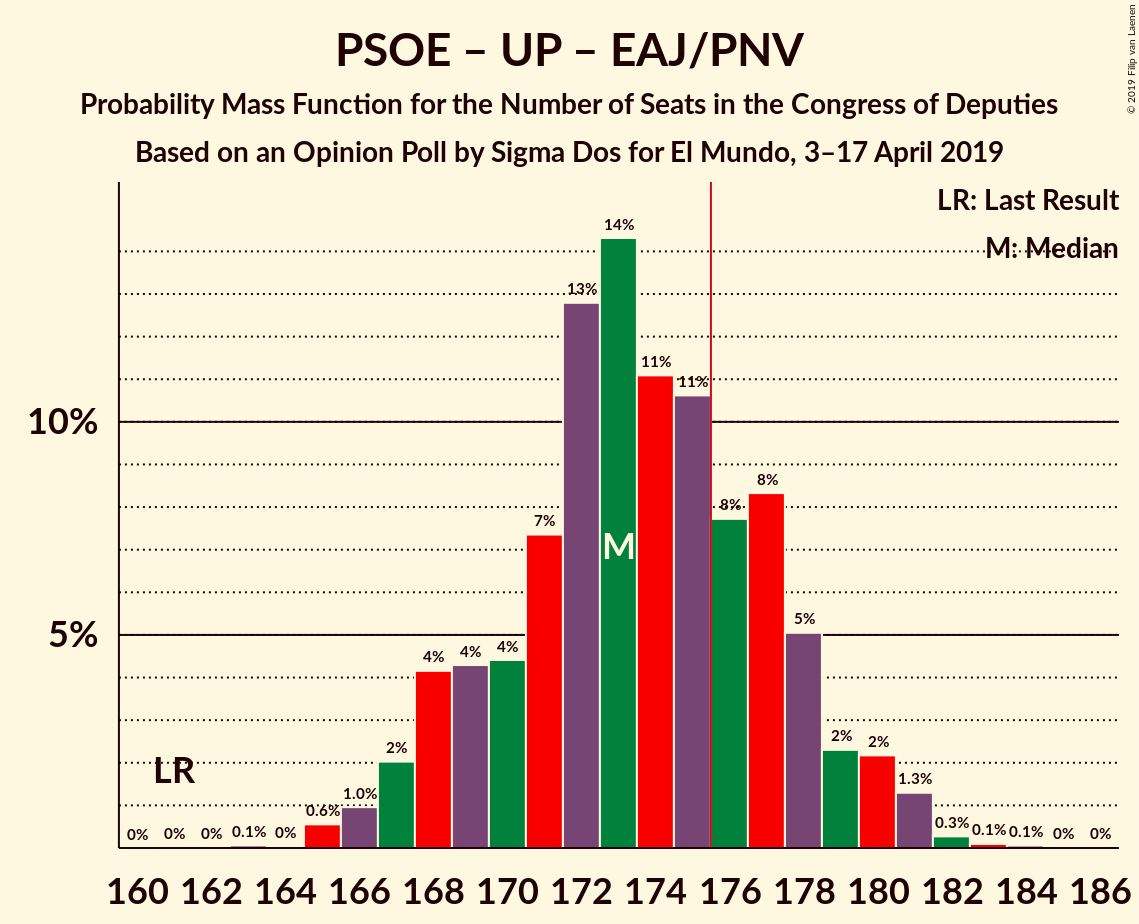 PSOE – UP – EAJ/PNV
Probability Mass Function for the Number of Seats in the Congress of Deputies
Based on an Opinion Poll by Sigma Dos for El Mundo, 3–17 April 2019
© 2019 Filip van Laenen
LR: Last Result
M: Median
14%
13%
11%
11%
10%
8%
8%
7%
M
5%
5%
4%
4%
4%
2%
2%
2%
LR
1.3%
1.0%
0.6%
0.3%
0% 0% 0% 0.1% 0% 0.1% 0.1% 0% 0%
160 162 164 166 168 170 172 174 176 178 180 182 184 186